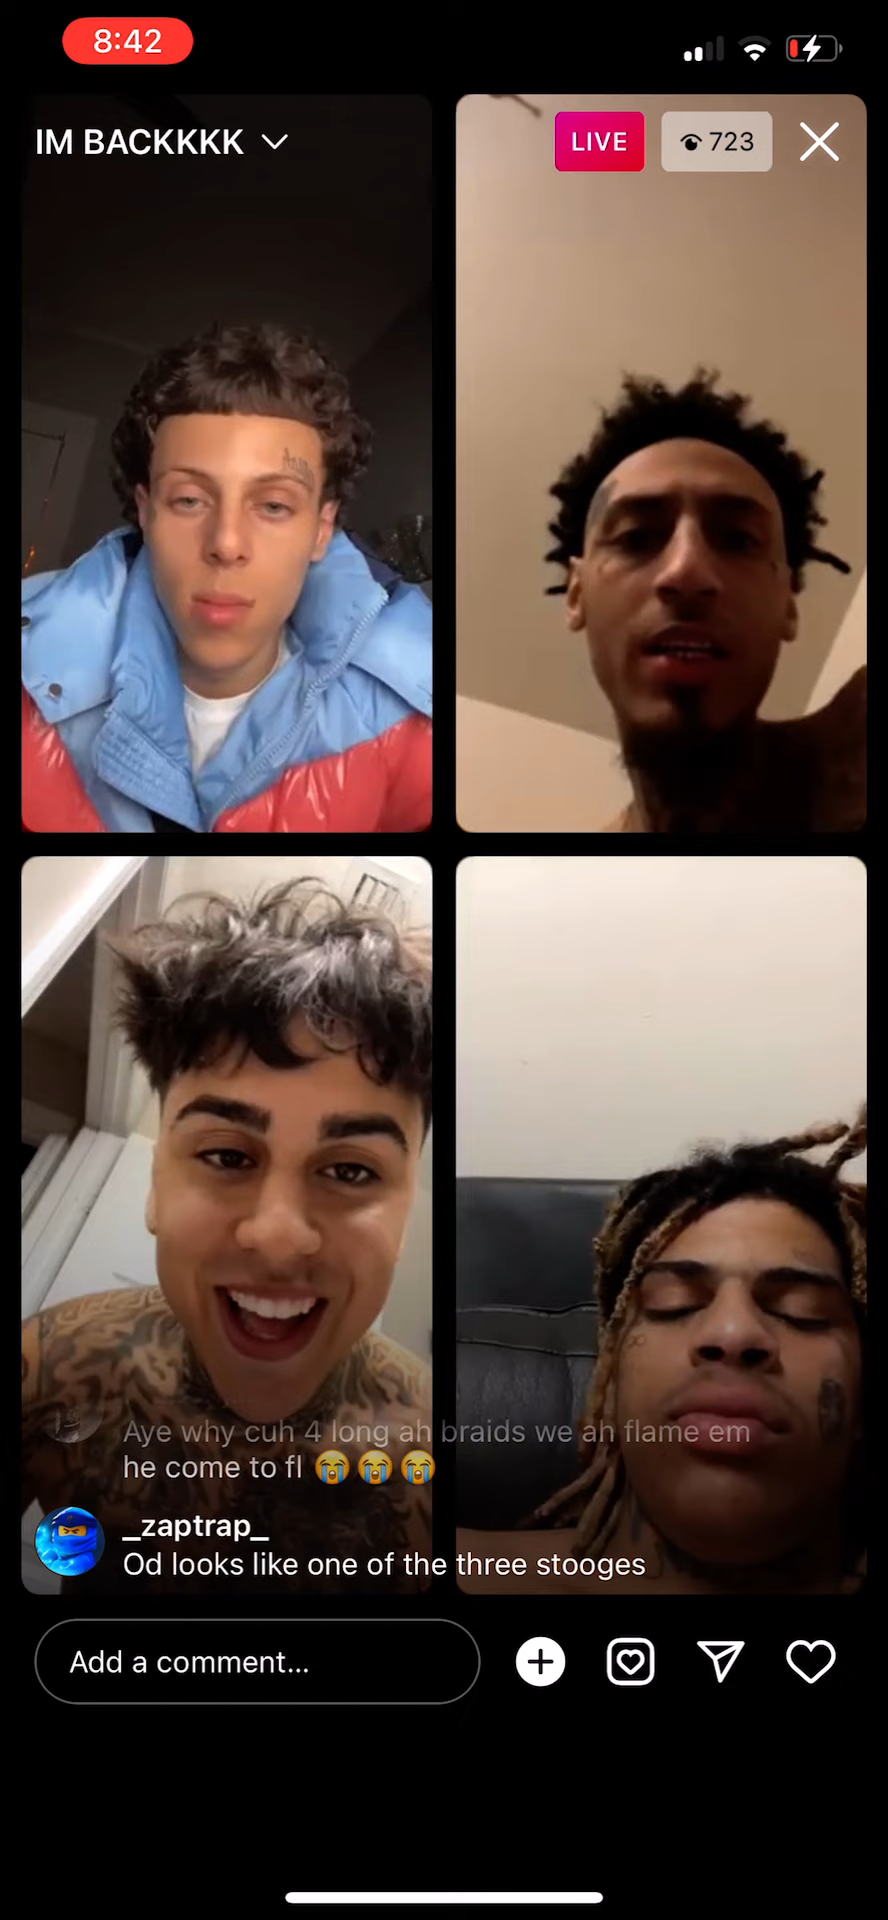 8:42
IM BACKKKK
LIVE
723
Aye why cuh 4 long ah braids we ah flame em
he come to fl 😭😭😭
_zaptrap_
Od looks like one of the three stooges
Add a comment...